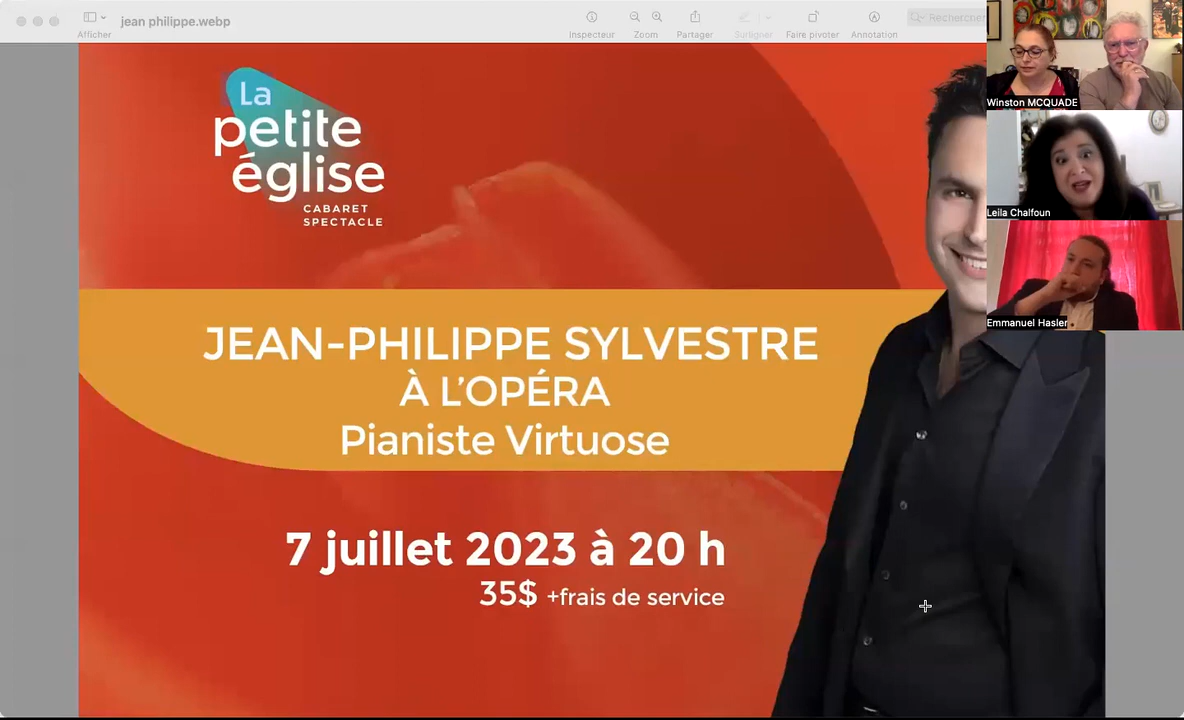 jean philippe.webp
Afficher
Inspecteur
Zoom
Partager
Surligner
Faire pivoter
Annotation
Rechercher
La
petite
église
CABARET
SPECTACLE
JEAN-PHILIPPE SYLVESTRE
À L'OPÉRA
Pianiste Virtuose
7 juillet 2023 à 20 h
35$ +frais de service
Winston MCQUADE
Leila Chalfoun
Emmanuel Hasler